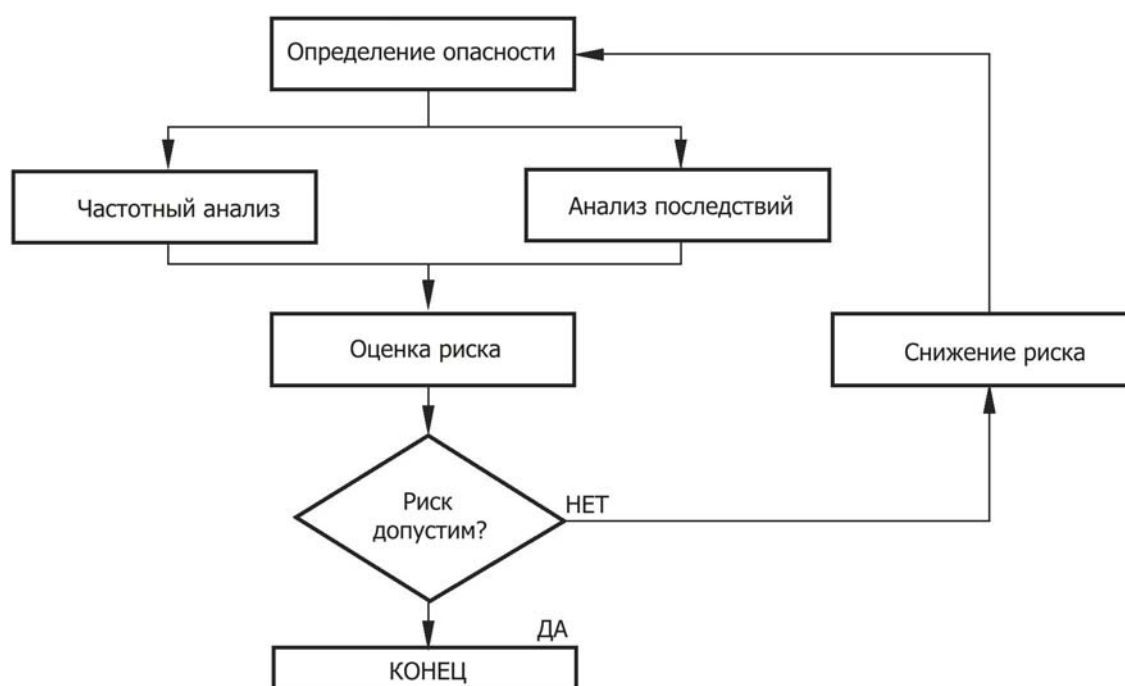 Определение опасности
Частотный анализ
Анализ последствий
Оценка риска
Снижение риска
Риск
допустим?
НЕТ
ДА
КОНЕЦ